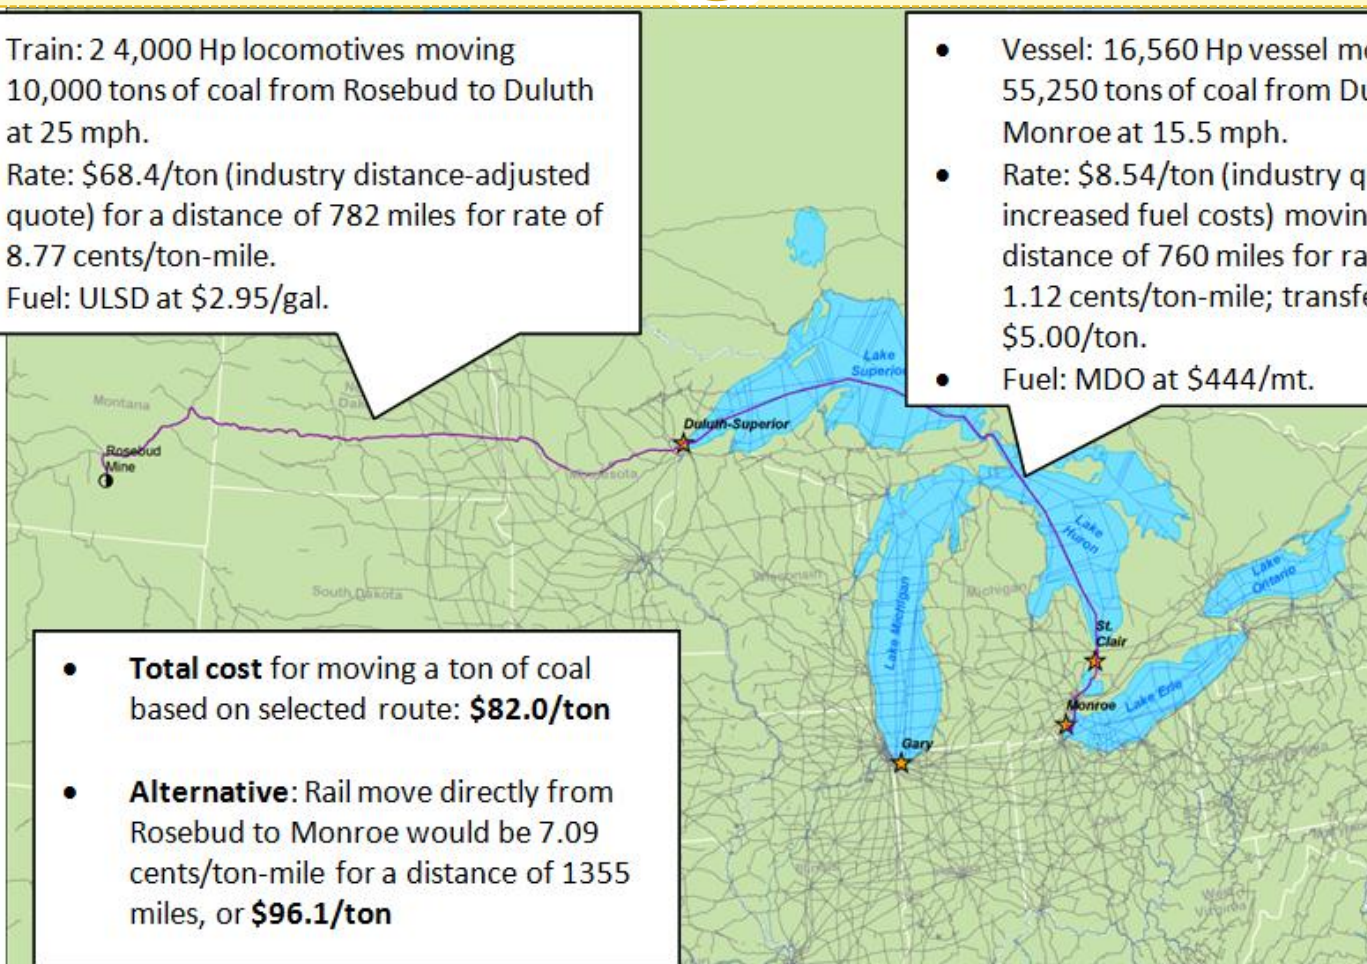 Train: 2 4,000 Hp locomotives moving
10,000 tons of coal from Rosebud to Duluth
at 25 mph.
Rate: $68.4/ton (industry distance-adjusted
quote) for a distance of 782 miles for rate of
8.77 cents/ton-mile.
Fuel: ULSD at $2.95/gal.
• Vessel: 16,560 Hp vessel
55,250 tons of coal from
Monroe at 15.5 mph.
• Rate: $8.54/ton (industry
increased fuel costs)
distance of 760 miles for
1.12 cents/ton-mile;
$5.00/ton.
• Fuel: MDO at $444/mt.
Lake
Superior
Montana
Duluth-Superior
Rosebud
Mine
Minnesota
Lake
Huron
Wisconsin
Michigan
South Dakota
Lake Michigan
Lake
Ontario
St.
Clair
Lake Erie
Monroe
Gary
West
Virginia
• Total cost for moving a ton of coal
based on selected route: $82.0/ton
• Alternative: Rail move directly from
Rosebud to Monroe would be 7.09
cents/ton-mile for a distance of 1355
miles, or $96.1/ton